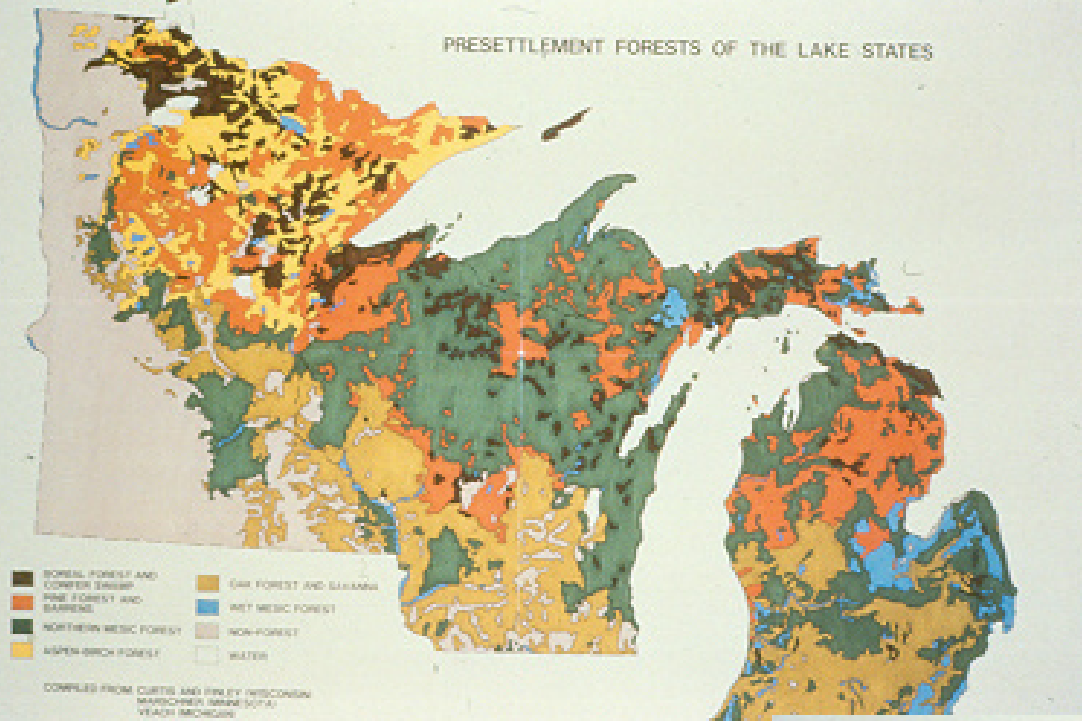 PRESETTLEMENT FORESTS OF THE LAKE STATES
BOREAL FOREST AND
CONIFER SWAMP
PINE FOREST AND
BARRENS
NORTHERN MESIC FOREST
ASPEN-BIRCH FOREST
OAK FOREST AND SAVANNA
WET MESIC FOREST
NON-FOREST
WATER
COMPILED FROM: CURTIS AND FINLEY (WISCONSIN)
MARSCHNER (MINNESOTA)
VEACH (MICHIGAN)